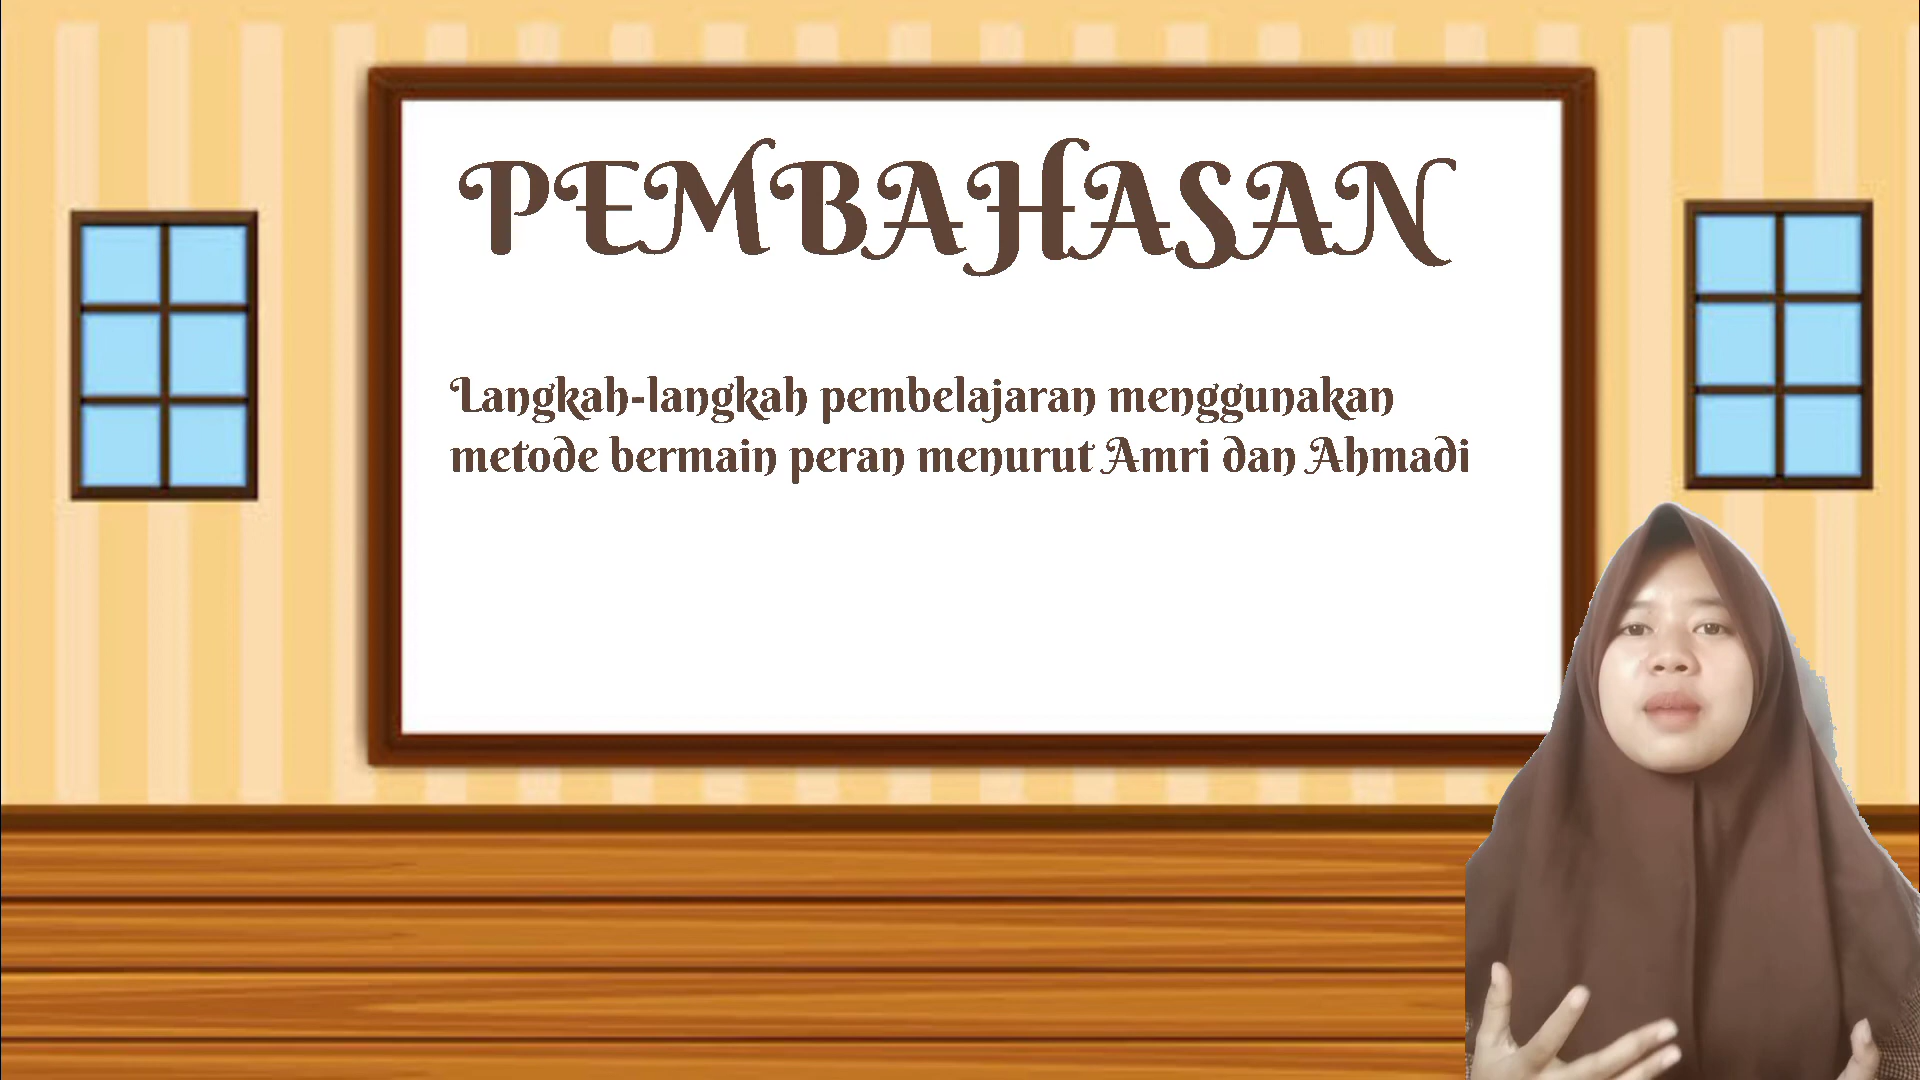 PEMBAHASAN
Langkah-langkah pembelajaran menggunakan
metode bermain peran menurut Amri dan Ahmadi